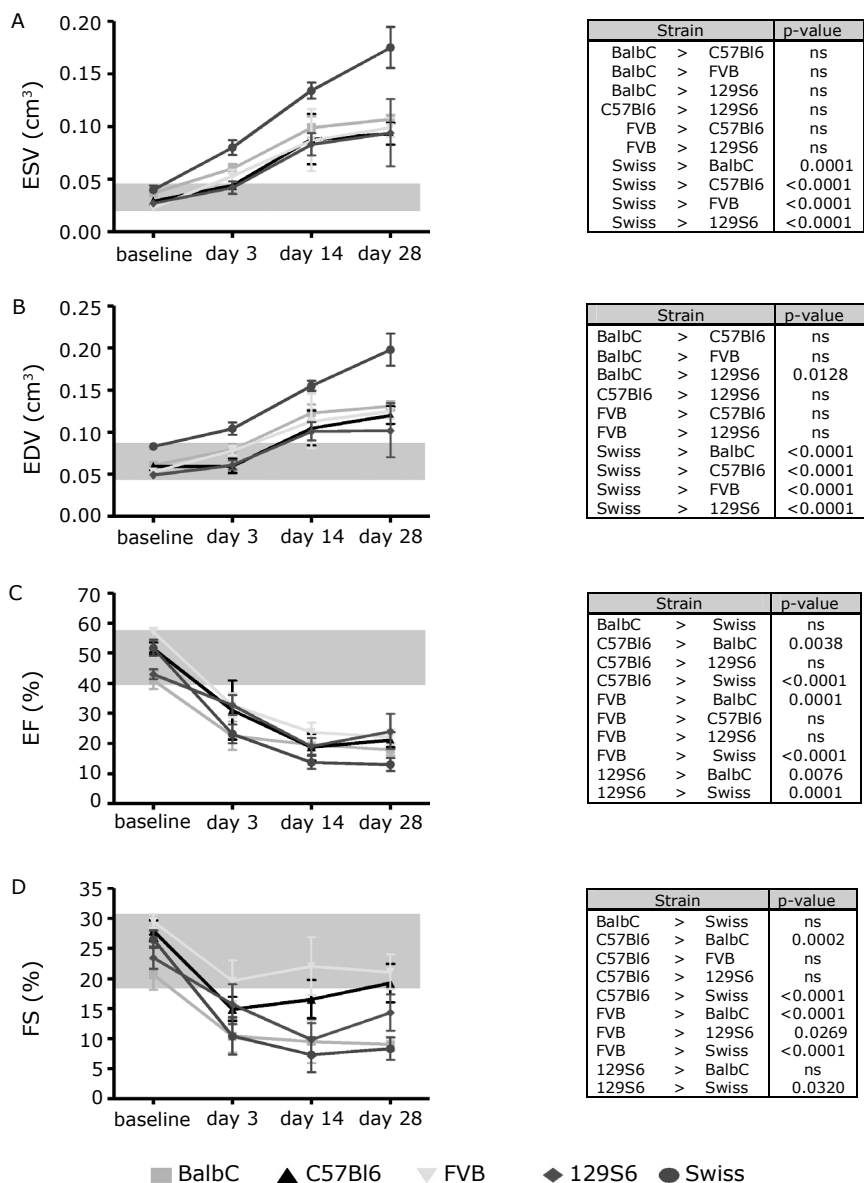 A
ESV (cm³)
0.20
0.15
0.10
0.05
0.00
baseline day 3 day 14 day 28
Strain p-value
BalbC > C57Bl6 ns
BalbC > FVB ns
BalbC > 129S6 ns
C57Bl6 > 129S6 ns
FVB > C57Bl6 ns
FVB > 129S6 ns
Swiss > BalbC 0.0001
Swiss > C57Bl6 <0.0001
Swiss > FVB <0.0001
Swiss > 129S6 <0.0001
B
EDV (cm³)
0.25
0.20
0.15
0.10
0.05
0.00
baseline day 3 day 14 day 28
Strain p-value
BalbC > C57Bl6 ns
BalbC > FVB ns
BalbC > 129S6 0.0128
C57Bl6 > 129S6 ns
FVB > C57Bl6 ns
FVB > 129S6 ns
Swiss > BalbC <0.0001
Swiss > C57Bl6 <0.0001
Swiss > FVB <0.0001
Swiss > 129S6 <0.0001
C
EF (%)
70
60
50
40
30
20
10
0
baseline day 3 day 14 day 28
Strain p-value
BalbC > Swiss ns
C57Bl6 > BalbC 0.0038
C57Bl6 > 129S6 ns
C57Bl6 > Swiss <0.0001
FVB > BalbC 0.0001
FVB > C57Bl6 ns
FVB > 129S6 ns
FVB > Swiss <0.0001
129S6 > BalbC 0.0076
129S6 > Swiss 0.0001
D
FS (%)
35
30
25
20
15
10
5
0
baseline day 3 day 14 day 28
Strain p-value
BalbC > Swiss ns
C57Bl6 > BalbC 0.0002
C57Bl6 > FVB ns
C57Bl6 > 129S6 ns
C57Bl6 > Swiss <0.0001
FVB > BalbC <0.0001
FVB > 129S6 0.0269
FVB > Swiss <0.0001
129S6 > BalbC ns
129S6 > Swiss 0.0320
BalbC C57Bl6 FVB 129S6 Swiss